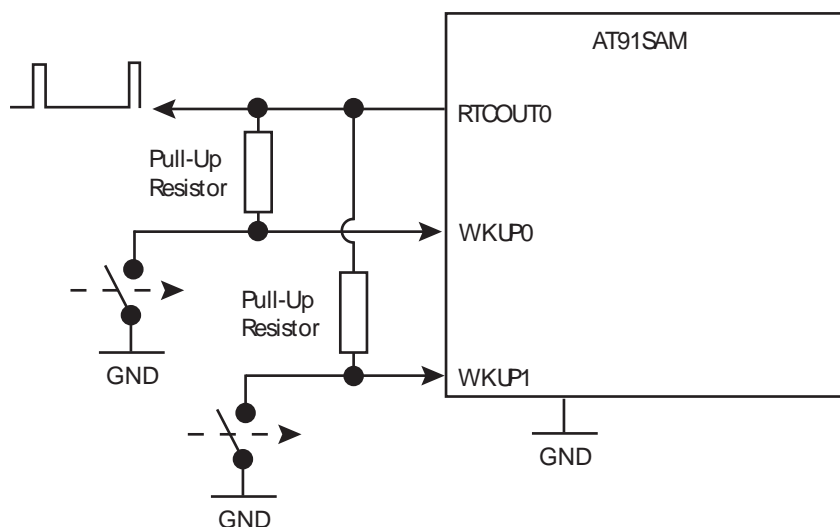 AT91SAM
RTCOUT0
Pull-Up
Resistor
WKUP0
Pull-Up
Resistor
GND
WKUP1
GND
GND